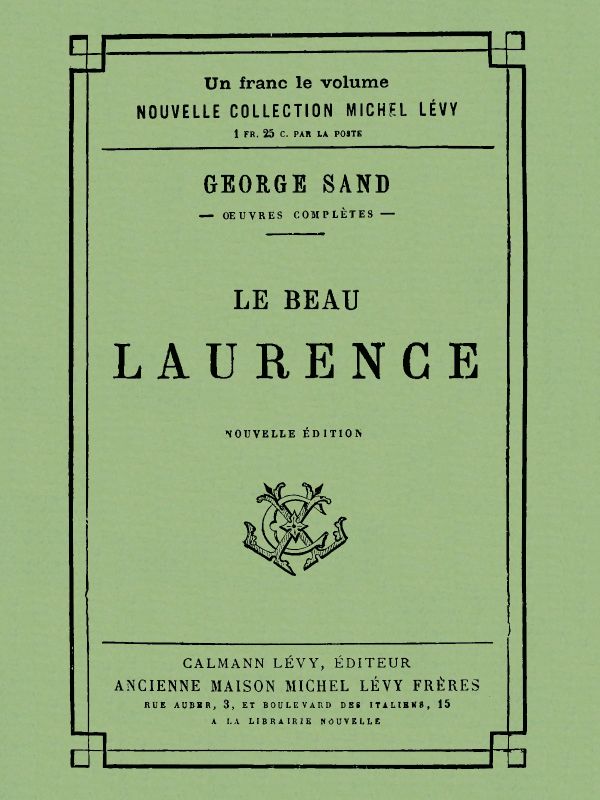 Un franc le volume
NOUVELLE COLLECTION MICHEL LÉVY
1 FR. 25 C. PAR LA POSTE
GEORGE SAND
— OEUVRES COMPLÈTES —
LE BEAU
LAURENCE
NOUVELLE ÉDITION
CALMANN LÉVY, ÉDITEUR
ANCIENNE MAISON MICHEL LÉVY FRÈRES
RUE AUBER, 3, ET BOULEVARD DES ITALIENS, 15
A LA LIBRAIRIE NOUVELLE